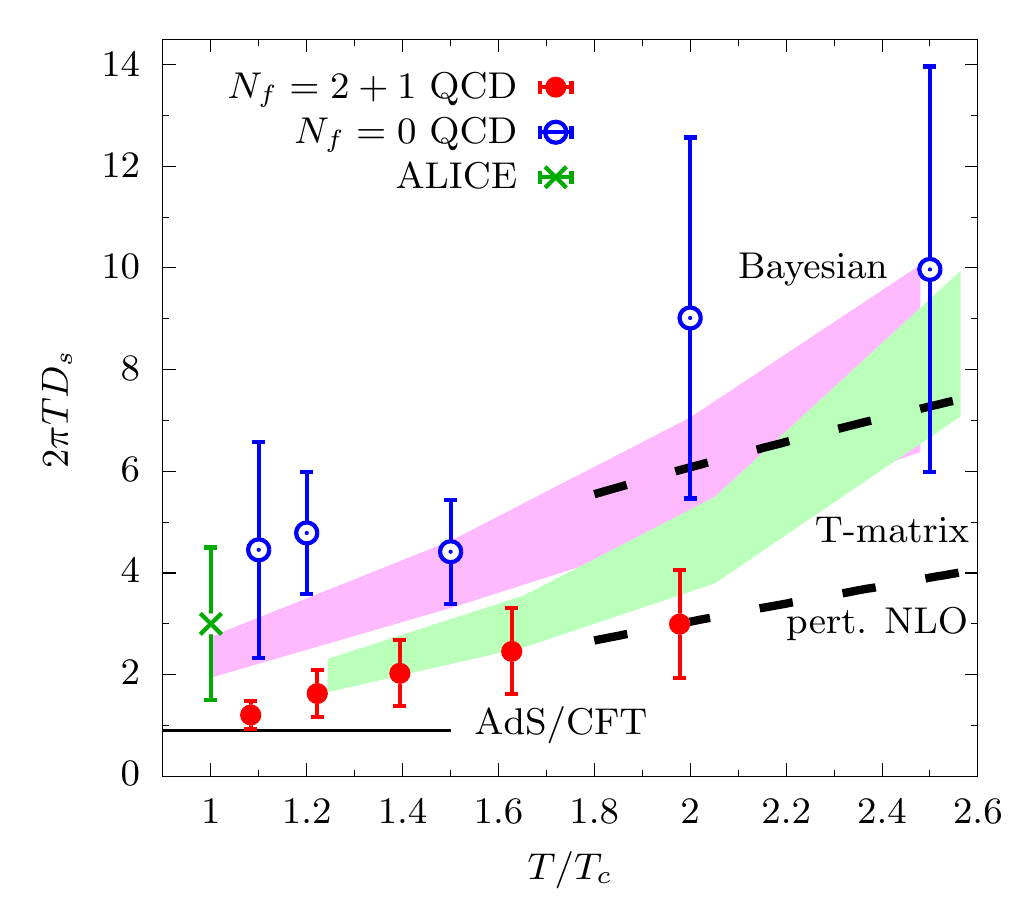 14
12
10
8
6
4
2
0
2πTD_s
N_f = 2 + 1 QCD
N_f = 0 QCD
ALICE
Bayesian
T-matrix
pert. NLO
AdS/CFT
1 1.2 1.4 1.6 1.8 2 2.2 2.4 2.6
T/T_c